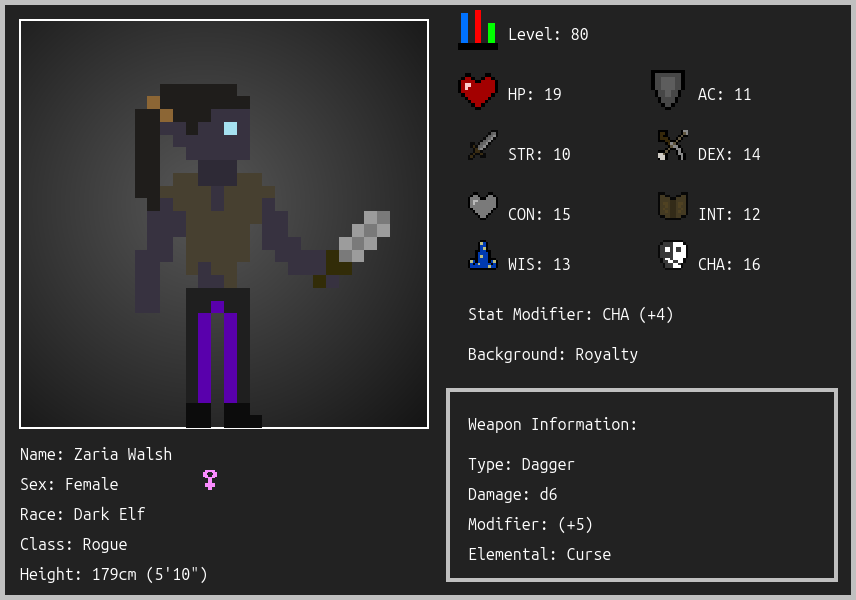 Level: 80
HP: 19
AC: 11
STR: 10
DEX: 14
CON: 15
INT: 12
WIS: 13
CHA: 16
Stat Modifier: CHA (+4)
Background: Royalty
Weapon Information:
Type: Dagger
Damage: d6
Modifier: (+5)
Elemental: Curse
Name: Zaria Walsh
Sex: Female
Race: Dark Elf
Class: Rogue
Height: 179cm (5'10")